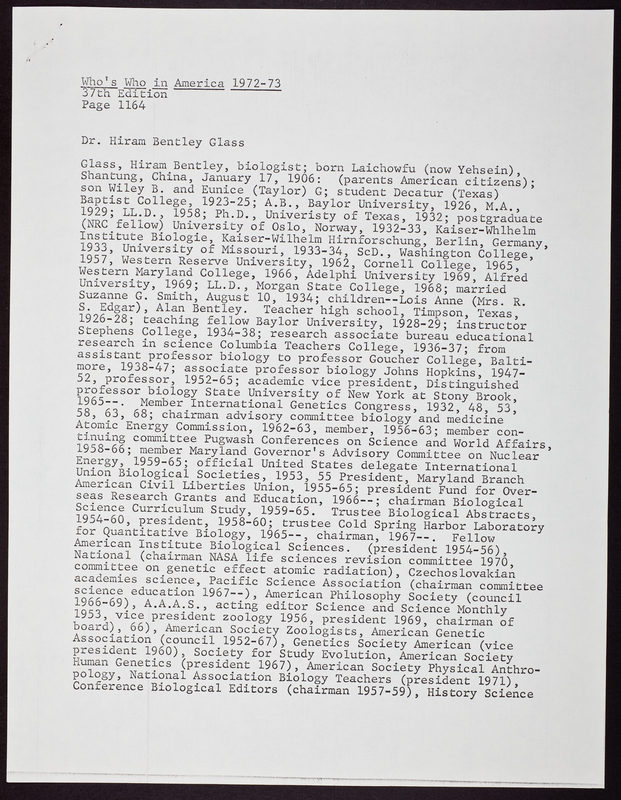 Who's Who in America 1972-73
37th Edition
Page 1164
Dr. Hiram Bentley Glass
Glass, Hiram Bentley, biologist; born Laichowfu (now Yehsein),
Shantung, China, January 17, 1906: (parents American citizens);
son Wiley B. and Eunice (Taylor) G; student Decatur (Texas)
Baptist College, 1923-25; A.B., Baylor University, 1926, M.A.,
1929; LL.D., 1958; Ph.D., Univeristy of Texas, 1932; postgraduate
(NRC fellow) University of Oslo, Norway, 1932-33, Kaiser-Whlhelm
Institute Biologie, Kaiser-Wilhelm Hirnforschung, Berlin, Germany,
1933, University of Missouri, 1933-34, ScD., Washington College,
1957, Western Reserve University, 1962, Cornell College, 1965,
Western Maryland College, 1966, Adelphi University 1969, Alfred
University, 1969; LL.D., Morgan State College, 1968; married
Suzanne G. Smith, August 10, 1934; children--Lois Anne (Mrs. R.
S. Edgar), Alan Bentley. Teacher high school, Timpson, Texas,
1926-28; teaching fellow Baylor University, 1928-29; instructor
Stephens College, 1934-38; research associate bureau educational
research in science Columbia Teachers College, 1936-37; from
assistant professor biology to professor Goucher College, Balti-
more, 1938-47; associate professor biology Johns Hopkins, 1947-
52, professor, 1952-65; academic vice president, Distinguished
professor biology State University of New York at Stony Brook,
1965--. Member International Genetics Congress, 1932, 48, 53,
58, 63, 68; chairman advisory committee biology and medicine
Atomic Energy Commission, 1962-63, member, 1956-63; member con-
tinuing committee Pugwash Conferences on Science and World Affairs,
1958-66; member Maryland Governor's Advisory Committee on Nuclear
Energy, 1959-65; official United States delegate International
Union Biological Societies, 1953, 55 President, Maryland Branch
American Civil Liberties Union, 1955-65; president Fund for Over-
seas Research Grants and Education, 1966--; chairman Biological
Science Curriculum Study, 1959-65. Trustee Biological Abstracts,
1954-60, president, 1958-60; trustee Cold Spring Harbor Laboratory
for Quantitative Biology, 1965--, chairman, 1967--. Fellow
American Institute Biological Sciences. (president 1954-56),
National (chairman NASA life sciences revision committee 1970,
committee on genetic effect atomic radiation), Czechoslovakian
academies science, Pacific Science Association (chairman committee
science education 1967--), American Philosophy Society (council
1966-69), A.A.A.S., acting editor Science and Science Monthly
1953, vice president zoology 1956, president 1969, chairman of
board), 66), American Society Zoologists, American Genetic
Association (council 1952-67), Genetics Society American (vice
president 1960), Society for Study Evolution, American Society
Human Genetics (president 1967), American Society Physical Anthro-
pology, National Association Biology Teachers (president 1971),
Conference Biological Editors (chairman 1957-59), History Science